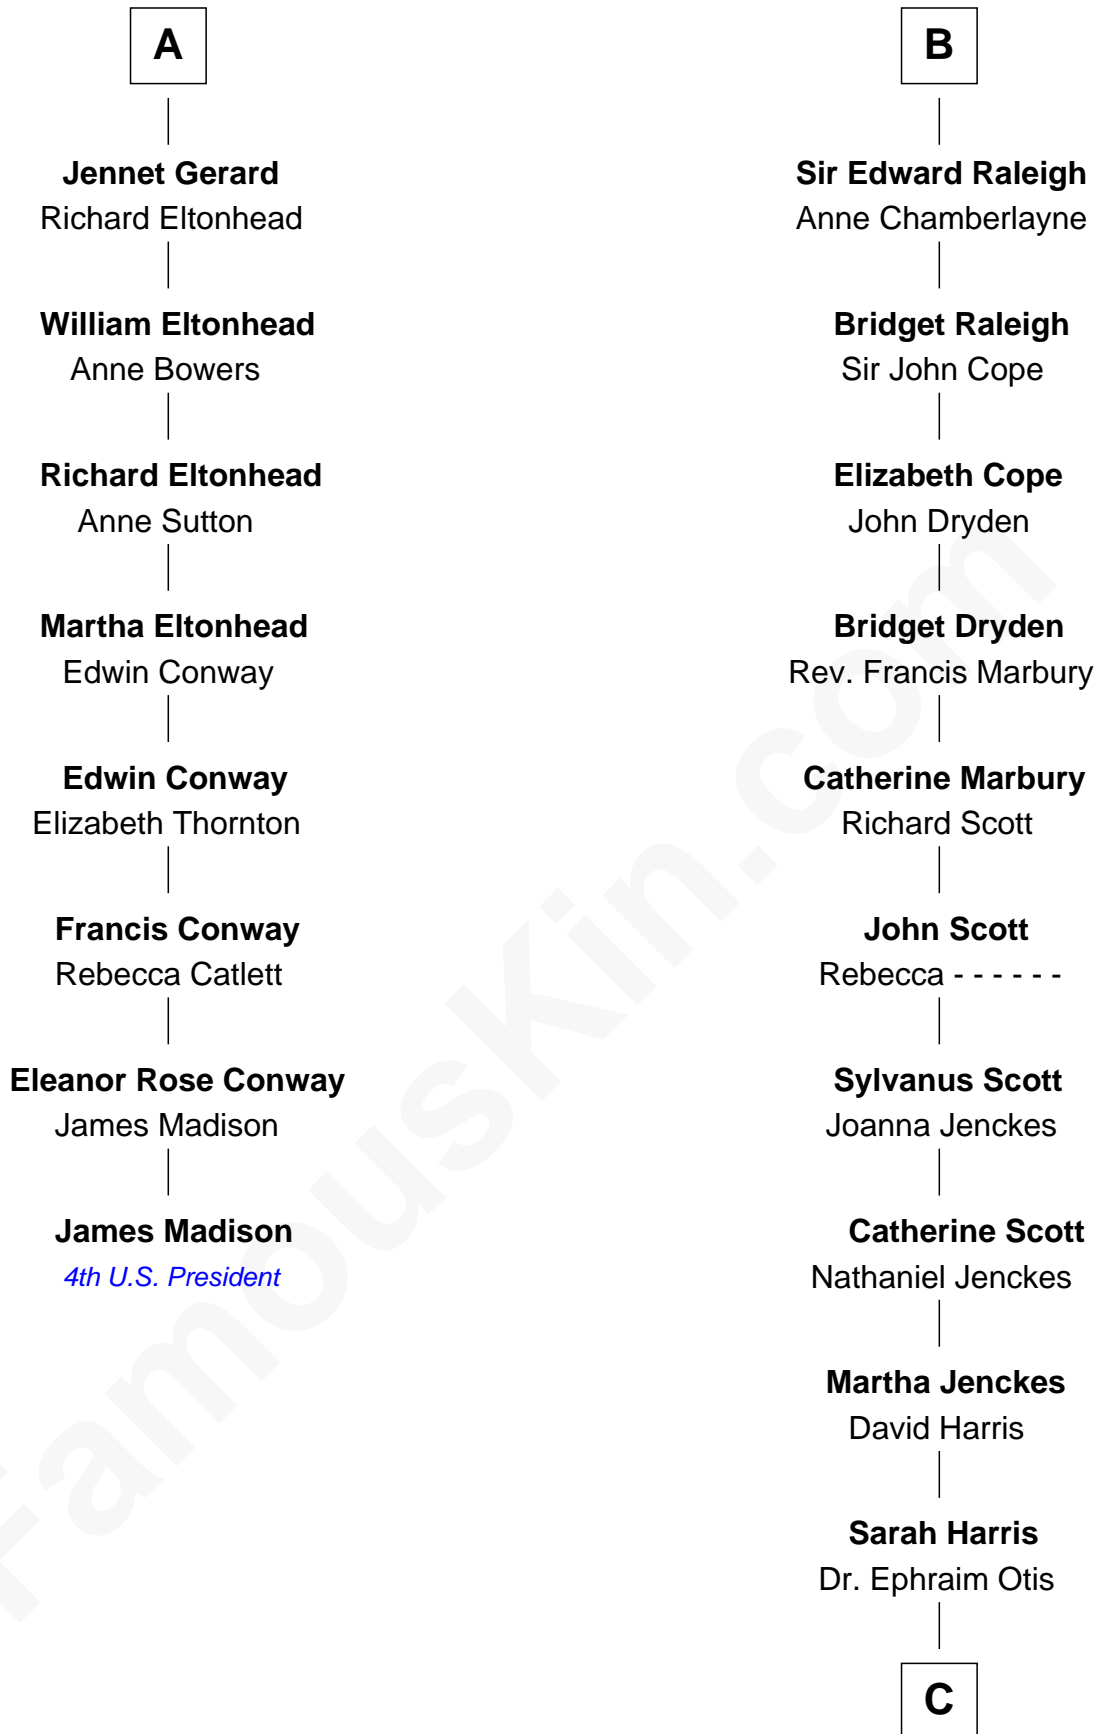 A
Jennet Gerard
Richard Eltonhead
William Eltonhead
Anne Bowers
Richard Eltonhead
Anne Sutton
Martha Eltonhead
Edwin Conway
Edwin Conway
Elizabeth Thornton
Francis Conway
Rebecca Catlett
Eleanor Rose Conway
James Madison
James Madison
4th U.S. President
B
Sir Edward Raleigh
Anne Chamberlayne
Bridget Raleigh
Sir John Cope
Elizabeth Cope
John Dryden
Bridget Dryden
Rev. Francis Marbury
Catherine Marbury
Richard Scott
John Scott
Rebecca - - - - - -
Sylvanus Scott
Joanna Jenckes
Catherine Scott
Nathaniel Jenckes
Martha Jenckes
David Harris
Sarah Harris
Dr. Ephraim Otis
C
FamousKin.com